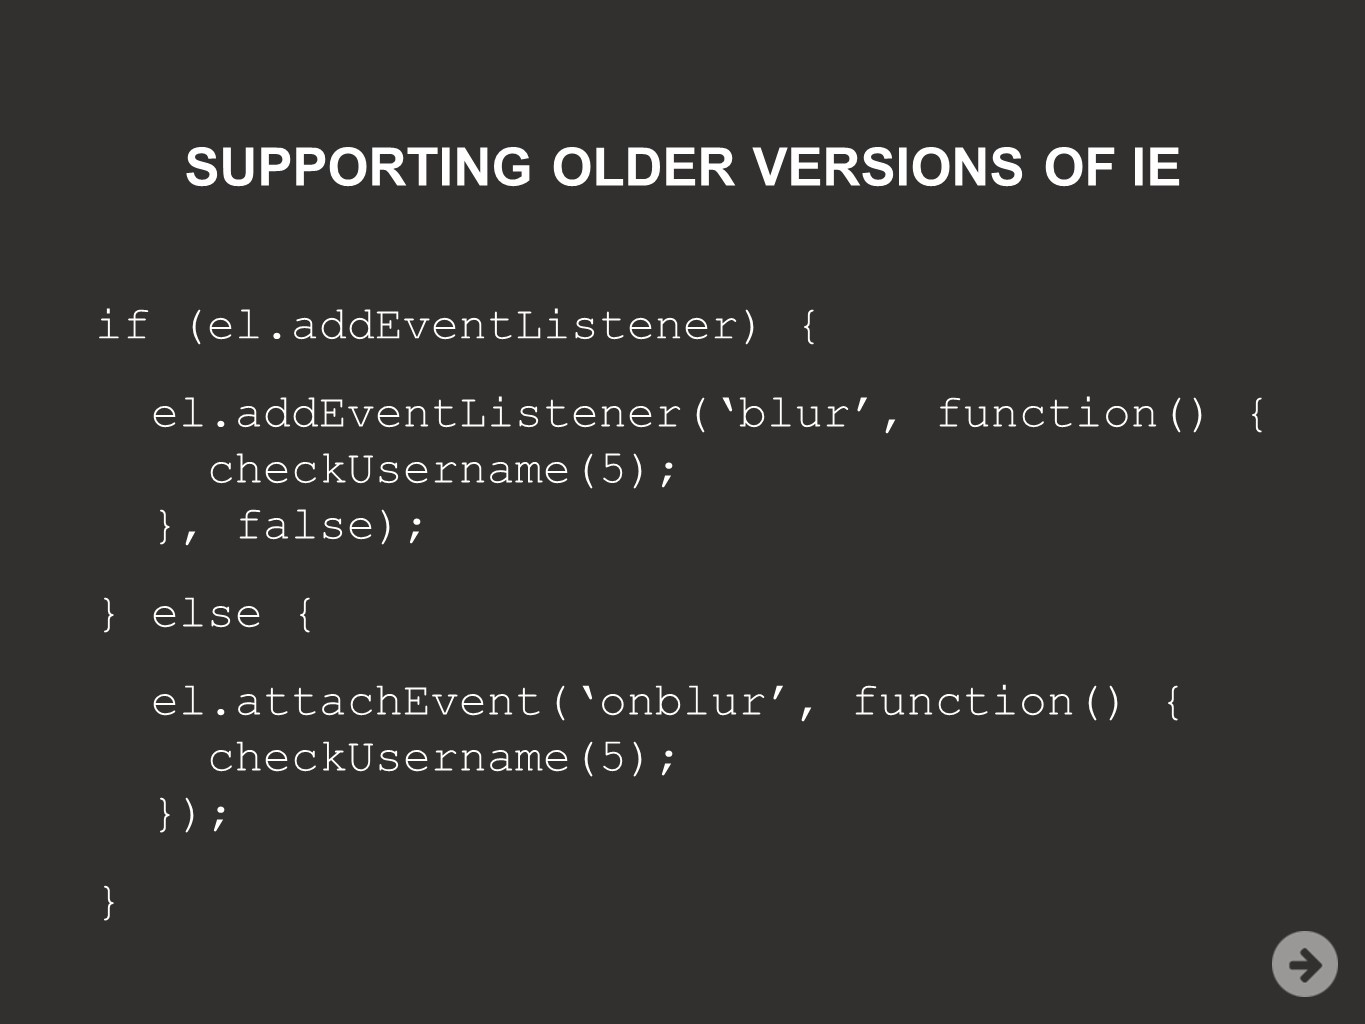 SUPPORTING OLDER VERSIONS OF IE
if (el.addEventListener) {
el.addEventListener(‘blur’, function() {
checkUsername(5);
}, false);
} else {
el.attachEvent(‘onblur’, function() {
checkUsername(5);
});
}